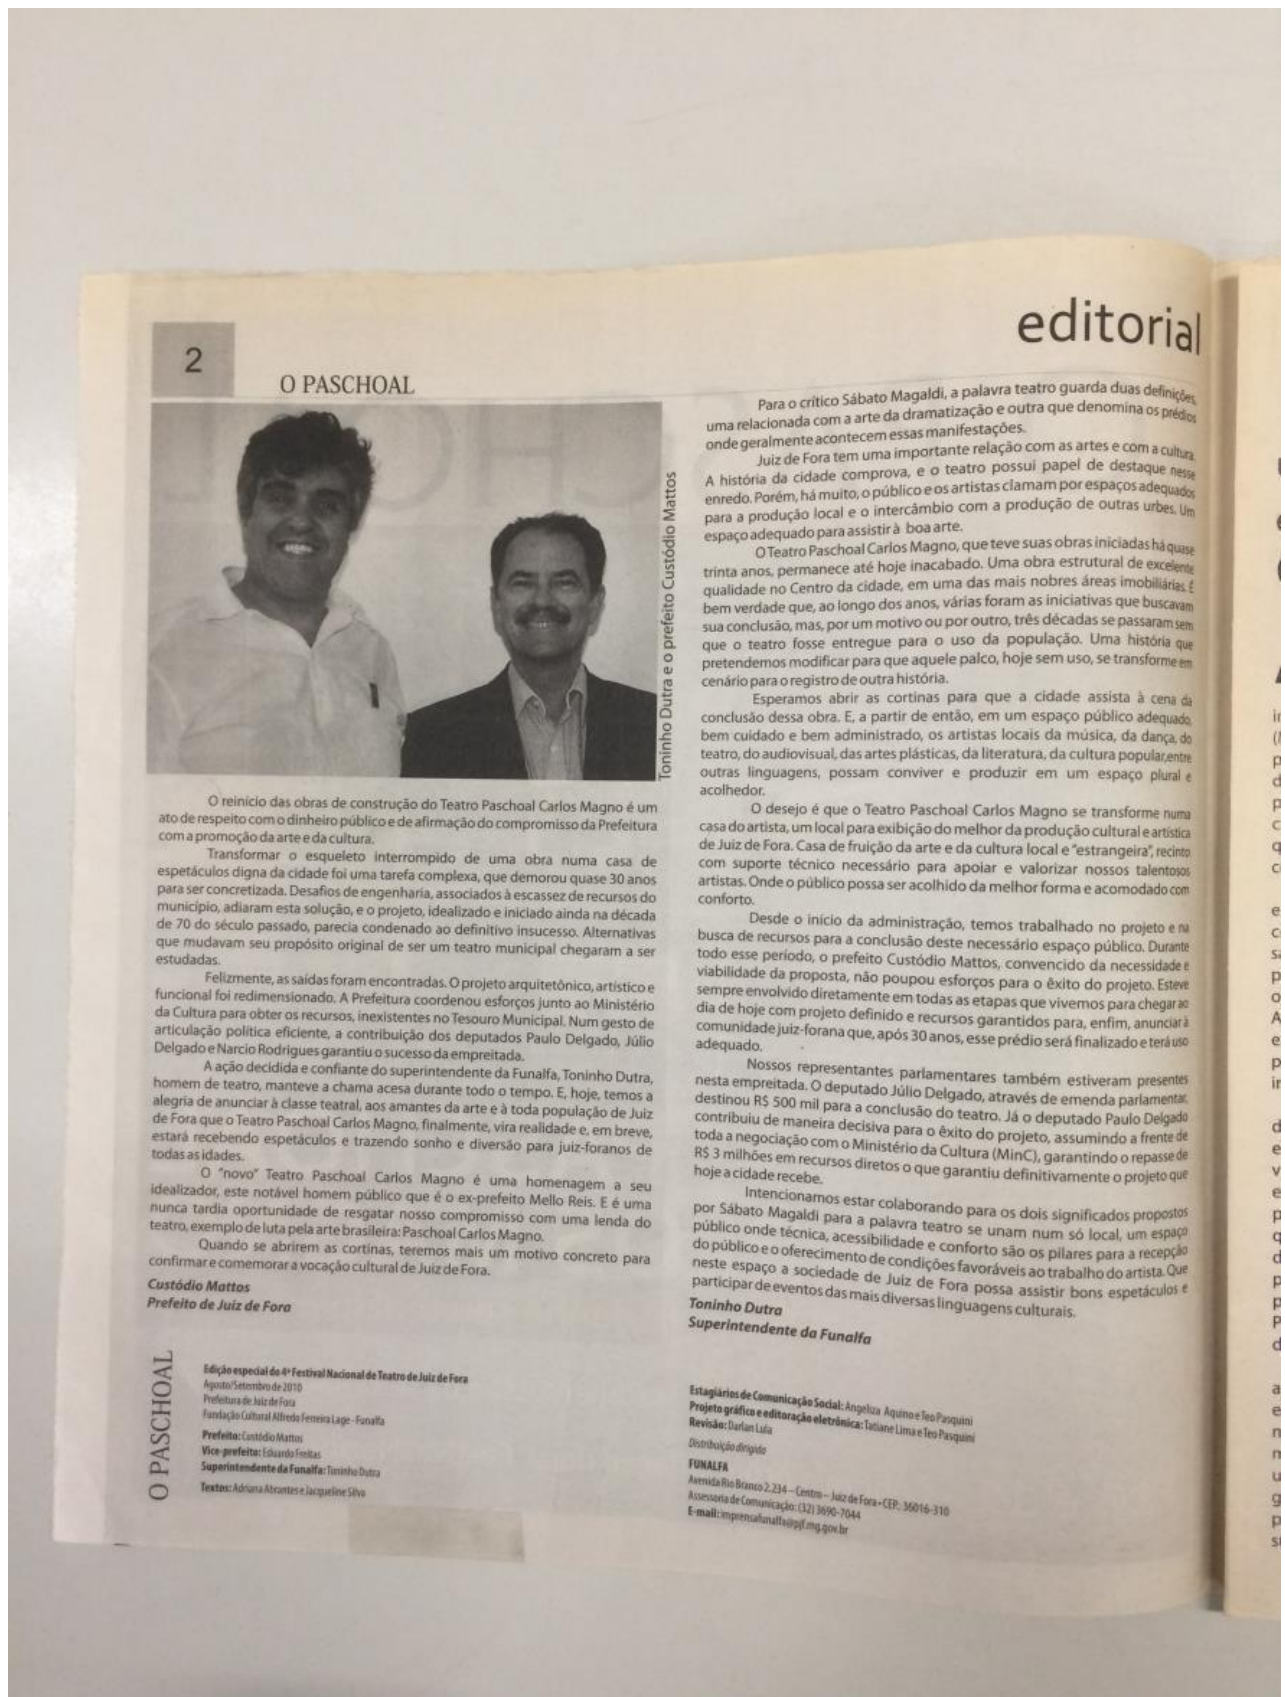 2
O PASCHOAL
editorial
Toninho Dutra e o prefeito Custódio Mattos
O reinício das obras de construção do Teatro Paschoal Carlos Magno é um
ato de respeito com o dinheiro público e de afirmação do compromisso da Prefeitura
com a promoção da arte e da cultura.
Transformar o esqueleto interrompido de uma obra numa casa de
espetáculos digna da cidade foi uma tarefa complexa, que demorou quase 30 anos
para ser concretizada. Desafios de engenharia, associados à escassez de recursos do
município, adiaram esta solução, e o projeto, idealizado e iniciado ainda na década
de 70 do século passado, parecia condenado ao definitivo insucesso. Alternativas
que mudavam seu propósito original de ser um teatro municipal chegaram a ser
estudadas.
Felizmente, as saídas foram encontradas. O projeto arquitetônico, artístico e
funcional foi redimensionado. A Prefeitura coordenou esforços junto ao Ministério
da Cultura para obter os recursos, inexistentes no Tesouro Municipal. Num gesto de
articulação política eficiente, a contribuição dos deputados Paulo Delgado, Júlio
Delgado e Narcio Rodrigues garantiu o sucesso da empreitada.
A ação decidida e confiante do superintendente da Funalfa, Toninho Dutra,
homem de teatro, manteve a chama acesa durante todo o tempo. E, hoje, temos a
alegria de anunciar à classe teatral, aos amantes da arte e à toda população de Juiz
de Fora que o Teatro Paschoal Carlos Magno, finalmente, vira realidade e, em breve,
estará recebendo espetáculos e trazendo sonho e diversão para juiz-foranos de
todas as idades.
O "novo" Teatro Paschoal Carlos Magno é uma homenagem a seu
idealizador, este notável homem público que é o ex-prefeito Mello Reis. E é uma
nunca tardia oportunidade de resgatar nosso compromisso com uma lenda do
teatro, exemplo de luta pela arte brasileira: Paschoal Carlos Magno.
Quando se abrirem as cortinas, teremos mais um motivo concreto para
confirmar e comemorar a vocação cultural de Juiz de Fora.
Custódio Mattos
Prefeito de Juiz de Fora
Para o crítico Sábato Magaldi, a palavra teatro guarda duas definições,
uma relacionada com a arte da dramatização e outra que denomina os prédios
onde geralmente acontecem essas manifestações.
Juiz de Fora tem uma importante relação com as artes e com a cultura.
A história da cidade comprova, e o teatro possui papel de destaque nesse
enredo. Porém, há muito, o público e os artistas clamam por espaços adequados
para a produção local e o intercâmbio com a produção de outras urbes. Um
espaço adequado para assistir à boa arte.
O Teatro Paschoal Carlos Magno, que teve suas obras iniciadas há quase
trinta anos, permanece até hoje inacabado. Uma obra estrutural de excelente
qualidade no Centro da cidade, em uma das mais nobres áreas imobiliárias. É
bem verdade que, ao longo dos anos, várias foram as iniciativas que buscavam
sua conclusão, mas, por um motivo ou por outro, três décadas se passaram sem
que o teatro fosse entregue para o uso da população. Uma história que
pretendemos modificar para que aquele palco, hoje sem uso, se transforme em
cenário para o registro de outra história.
Esperamos abrir as cortinas para que a cidade assista à cena da
conclusão dessa obra. E, a partir de então, em um espaço público adequado,
bem cuidado e bem administrado, os artistas locais da música, da dança, do
teatro, do audiovisual, das artes plásticas, da literatura, da cultura popular,entre
outras linguagens, possam conviver e produzir em um espaço plural e
acolhedor.
O desejo é que o Teatro Paschoal Carlos Magno se transforme numa
casa do artista, um local para exibição do melhor da produção cultural e artística
de Juiz de Fora. Casa de fruição da arte e da cultura local e "estrangeira", recinto
com suporte técnico necessário para apoiar e valorizar nossos talentosos
artistas. Onde o público possa ser acolhido da melhor forma e acomodado com
conforto.
Desde o início da administração, temos trabalhado no projeto e na
busca de recursos para a conclusão deste necessário espaço público. Durante
todo esse período, o prefeito Custódio Mattos, convencido da necessidade e
viabilidade da proposta, não poupou esforços para o êxito do projeto. Esteve
sempre envolvido diretamente em todas as etapas que vivemos para chegar ao
dia de hoje com projeto definido e recursos garantidos para, enfim, anunciar à
comunidade juiz-forana que, após 30 anos, esse prédio será finalizado e terá uso
adequado.
Nossos representantes parlamentares também estiveram presentes
nesta empreitada. O deputado Júlio Delgado, através de emenda parlamentar,
destinou R$ 500 mil para a conclusão do teatro. Já o deputado Paulo Delgado
contribuiu de maneira decisiva para o êxito do projeto, assumindo a frente de
toda a negociação com o Ministério da Cultura (MinC), garantindo o repasse de
R$ 3 milhões em recursos diretos o que garantiu definitivamente o projeto que
hoje a cidade recebe.
Intencionamos estar colaborando para os dois significados propostos
por Sábato Magaldi para a palavra teatro se unam num só local, um espaço
público onde técnica, acessibilidade e conforto são os pilares para a recepção
do público e o oferecimento de condições favoráveis ao trabalho do artista. Que
neste espaço a sociedade de Juiz de Fora possa assistir bons espetáculos e
participar de eventos das mais diversas linguagens culturais.
Toninho Dutra
Superintendente da Funalfa
O PASCHOAL
Edição especial do 4º Festival Nacional de Teatro de Juiz de Fora
Agosto/Setembro de 2010
Prefeitura de Juiz de Fora
Fundação Cultural Alfredo Ferreira Lage - Funalfa
Prefeito: Custódio Mattos
Vice-prefeito: Eduardo Freitas
Superintendente da Funalfa: Toninho Dutra
Textos: Adriana Abrantes e Jacqueline Silva
Estagiários de Comunicação Social: Angeliza Aquino e Teo Pasquini
Projeto gráfico e editoração eletrônica: Tatiane Lima e Teo Pasquini
Revisão: Darlan Lula
Distribuição dirigida
FUNALFA
Avenida Rio Branco 2.234 – Centro – Juiz de Fora • CEP: 36016-310
Assessoria de Comunicação: (32) 3690-7044
E-mail: imprensafunalfa@pjf.mg.gov.br